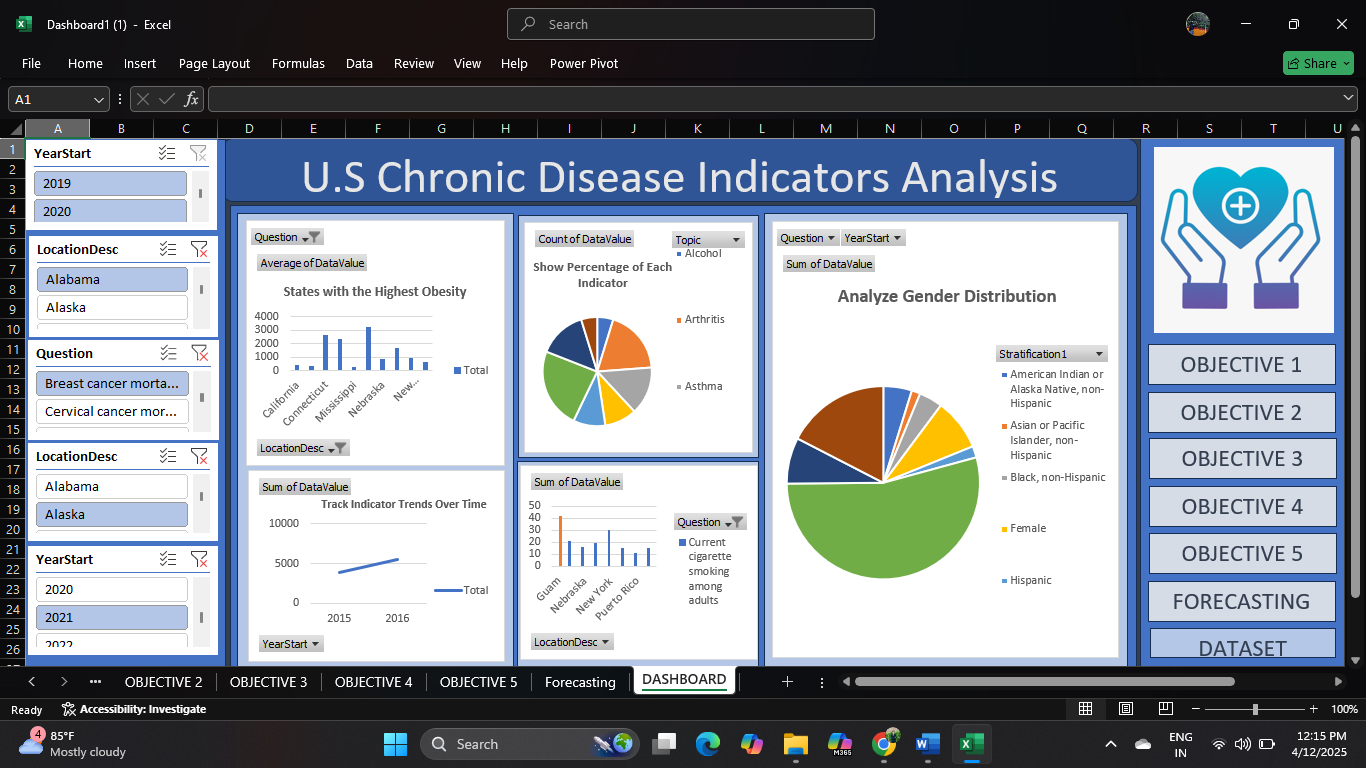 Dashboard1 (1) - Excel
Search
File Home Insert Page Layout Formulas Data Review View Help Power Pivot
Share
A1
fx
A B C D E F G H I J K L M N O P Q R S T U
1
2
3
4
5
6
7
8
9
10
11
12
13
14
15
16
17
18
19
20
21
22
23
24
25
26
YearStart
2019
2020
LocationDesc
Alabama
Alaska
Question
Breast cancer morta...
Cervical cancer mor...
LocationDesc
Alabama
Alaska
YearStart
2020
2021
2022
U.S Chronic Disease Indicators Analysis
Question
Average of DataValue
States with the Highest Obesity
4000
3000
2000
1000
0
California
Connecticut
Mississippi
Nebraska
New...
Total
LocationDesc
Count of DataValue
Topic
Show Percentage of Each
Indicator
Alcohol
Arthritis
Asthma
Question YearStart
Sum of DataValue
Analyze Gender Distribution
Stratification1
American Indian or
Alaska Native, non-
Hispanic
Asian or Pacific
Islander, non-
Hispanic
Black, non-Hispanic
Female
Hispanic
Sum of DataValue
Track Indicator Trends Over Time
10000
5000
0
2015 2016
Total
YearStart
Sum of DataValue
50
40
30
20
10
0
Guam
Nebraska
New York
Puerto Rico
Question
Current
cigarette
smoking
among
adults
LocationDesc
OBJECTIVE 1
OBJECTIVE 2
OBJECTIVE 3
OBJECTIVE 4
OBJECTIVE 5
FORECASTING
DATASET
... OBJECTIVE 2 OBJECTIVE 3 OBJECTIVE 4 OBJECTIVE 5 Forecasting DASHBOARD
Ready Accessibility: Investigate
100%
4
85°F
Mostly cloudy
Search
M365
ENG
IN
12:15 PM
4/12/2025